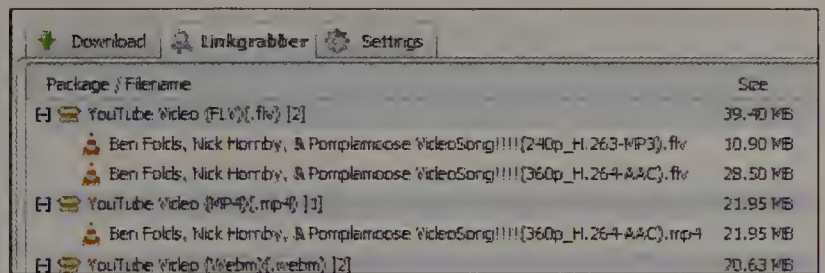 Download Linkgrabber Settings
Package / Filename Size
YouTube Video (FLV)(.flv) [2] 39.40 MB
Ben Folds, Nick Hornby, & Pomplamoose VideoSong!!!!(240p_H.263-MP3).flv 10.90 MB
Ben Folds, Nick Hornby, & Pomplamoose VideoSong!!!!(360p_H.264-AAC).flv 28.50 MB
YouTube Video (MP4)(.mp4) [1] 21.95 MB
Ben Folds, Nick Hornby, & Pomplamoose VideoSong!!!!(360p_H.264-AAC).mp4 21.95 MB
YouTube Video (Webm)(.webm) [2] 70.63 MB